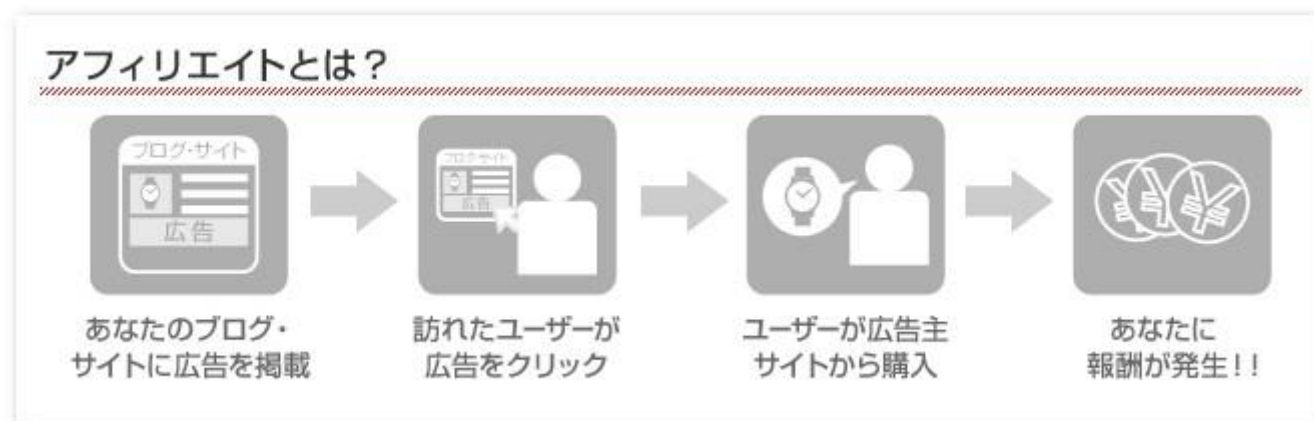 アフィリエイトとは？
ブログ・サイト
広告
ブログ・サイト
広告
あなたのブログ・
サイトに広告を掲載
訪れたユーザーが
広告をクリック
ユーザーが広告主
サイトから購入
あなたに
報酬が発生!!